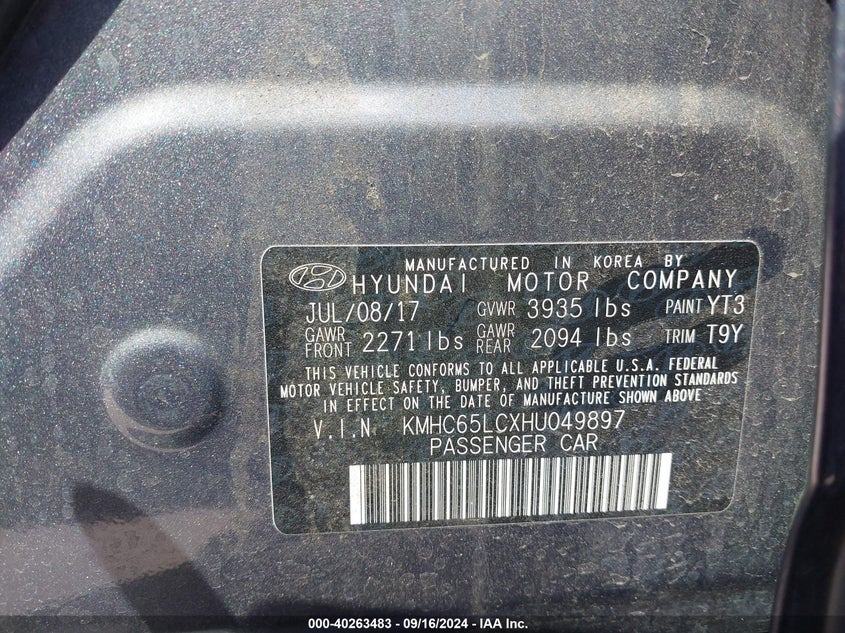 MANUFACTURED IN KOREA BY
HYUNDAI MOTOR COMPANY
JUL/08/17 GVWR 3935 lbs PAINT YT3
GAWR FRONT 2271 lbs GAWR REAR 2094 lbs TRIM T9Y
THIS VEHICLE CONFORMS TO ALL APPLICABLE U.S.A. FEDERAL
MOTOR VEHICLE SAFETY, BUMPER, AND THEFT PREVENTION STANDARDS
IN EFFECT ON THE DATE OF MANUFACTURE SHOWN ABOVE
V.I.N KMHC65LCXHU049897
PASSENGER CAR
000-40263483 - 09/16/2024 - IAA Inc.